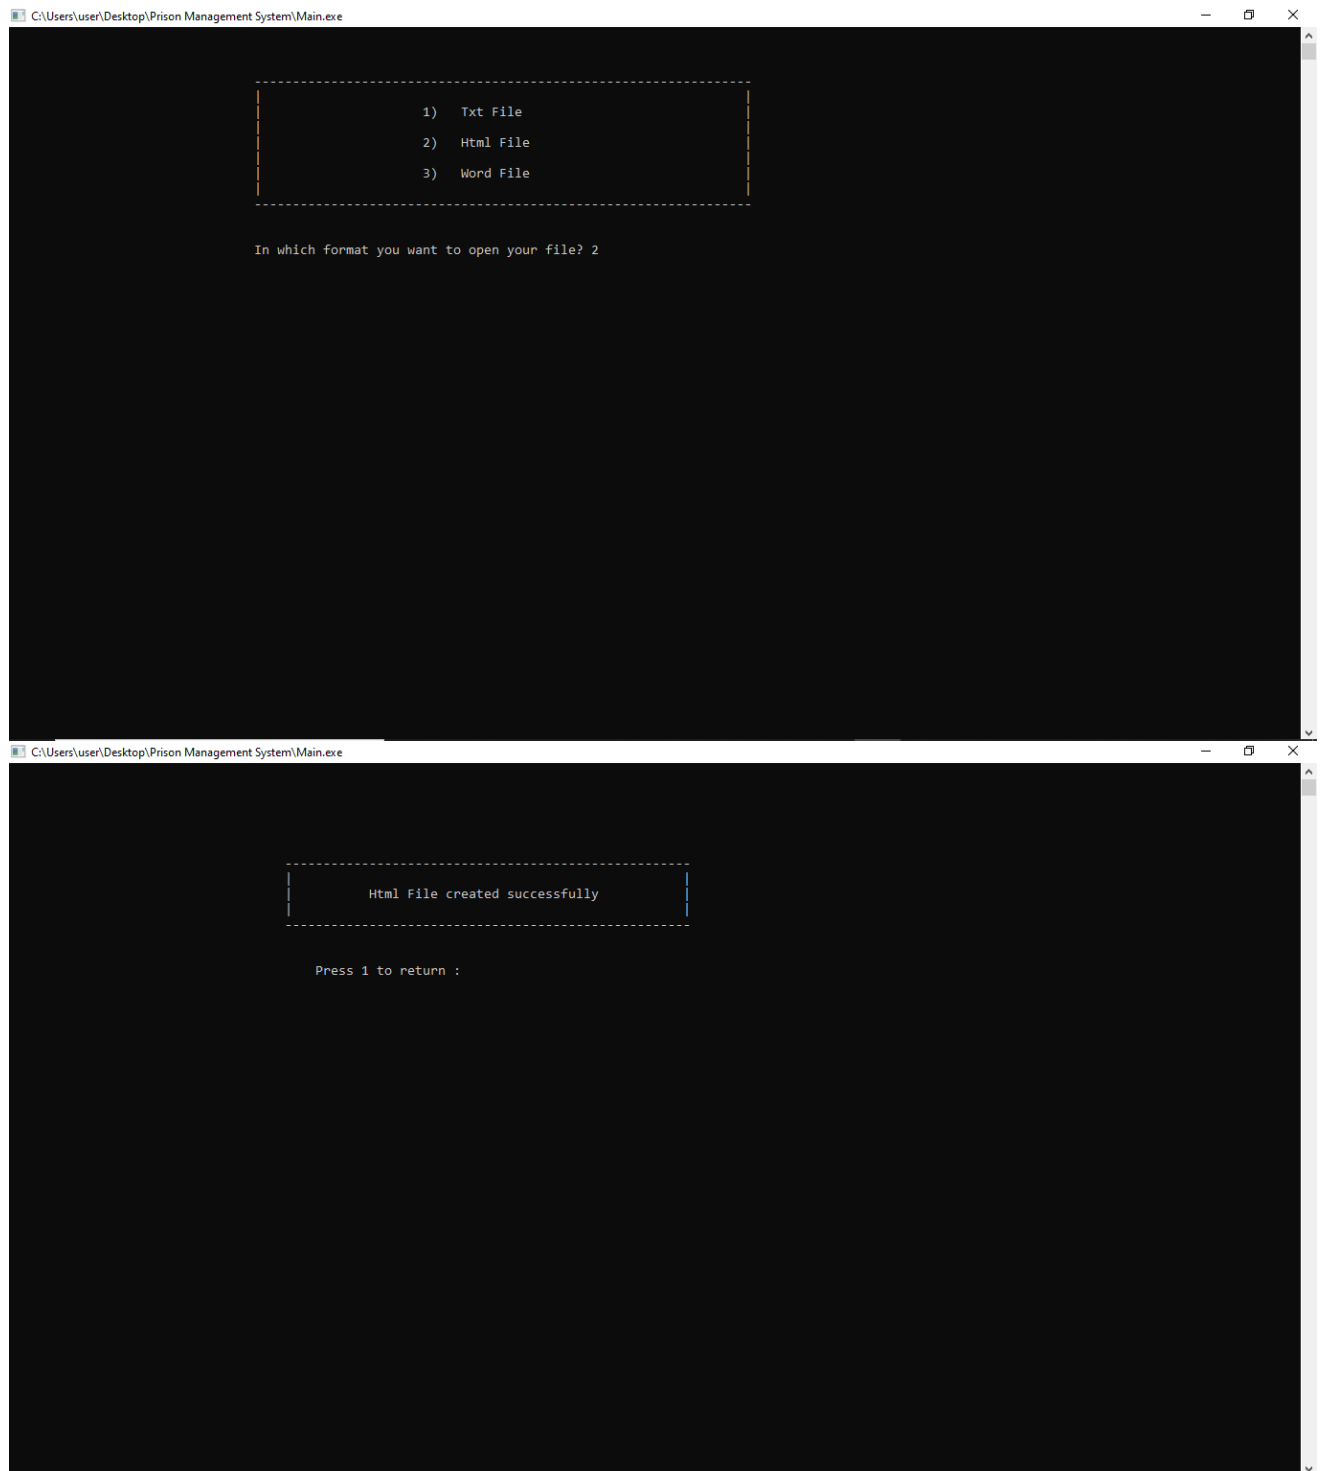 C:\Users\user\Desktop\Prison Management System\Main.exe
1) Txt File
2) Html File
3) Word File
In which format you want to open your file? 2
C:\Users\user\Desktop\Prison Management System\Main.exe
Html File created successfully
Press 1 to return :